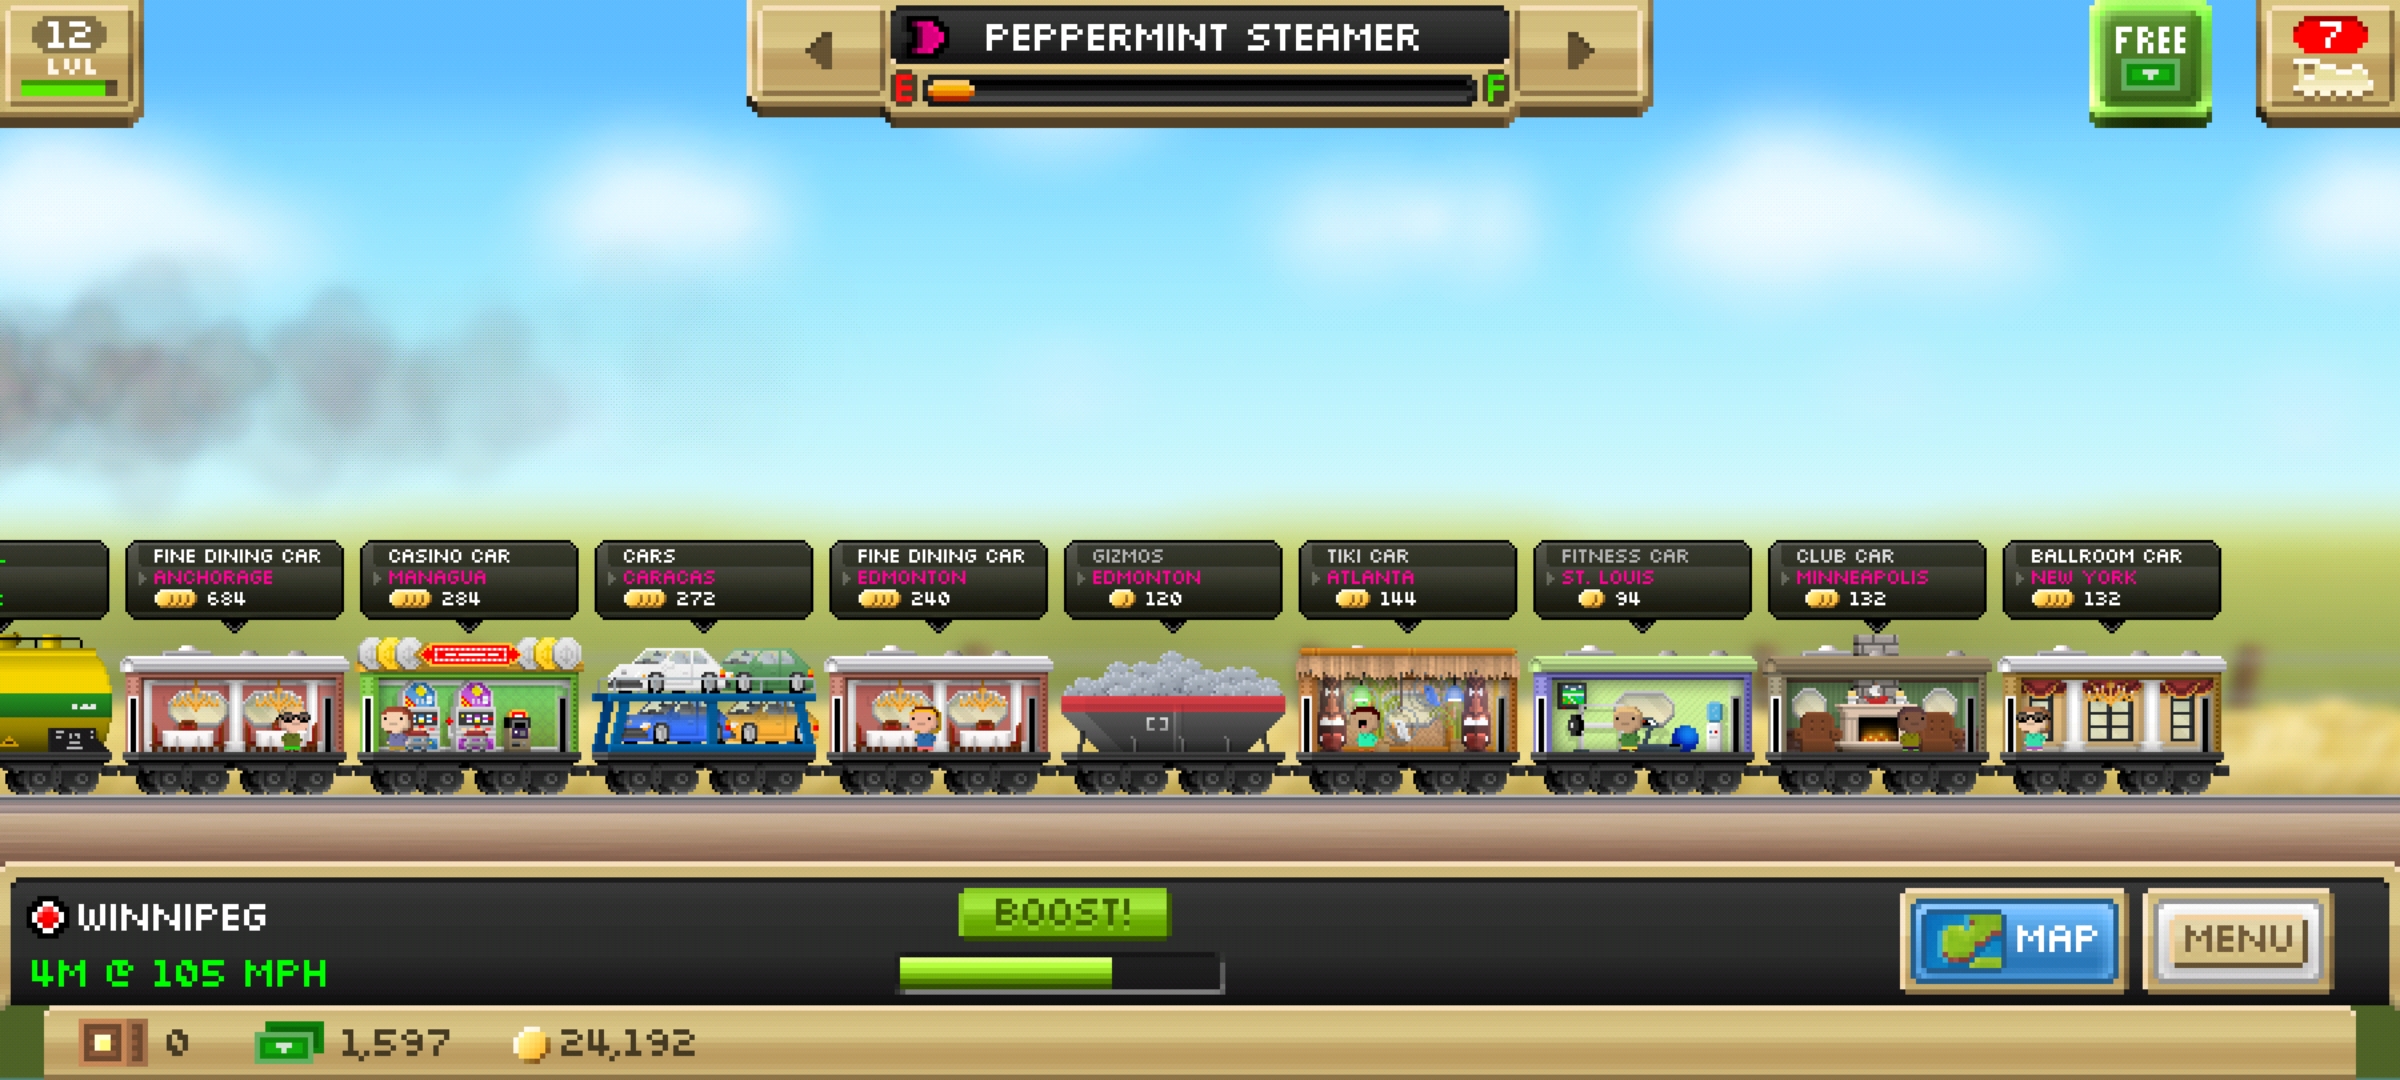 12
LVL
PEPPERMINT STEAMER
E
F
FREE
7
FINE DINING CAR
ANCHORAGE
684
CASINO CAR
MANAGUA
284
CARS
CARACAS
272
FINE DINING CAR
EDMONTON
240
GIZMOS
EDMONTON
120
TIKI CAR
ATLANTA
144
FITNESS CAR
ST. LOUIS
94
CLUB CAR
MINNEAPOLIS
132
BALLROOM CAR
NEW YORK
132
WINNIPEG
4M @ 105 MPH
BOOST!
MAP
MENU
0
1,597
24,192